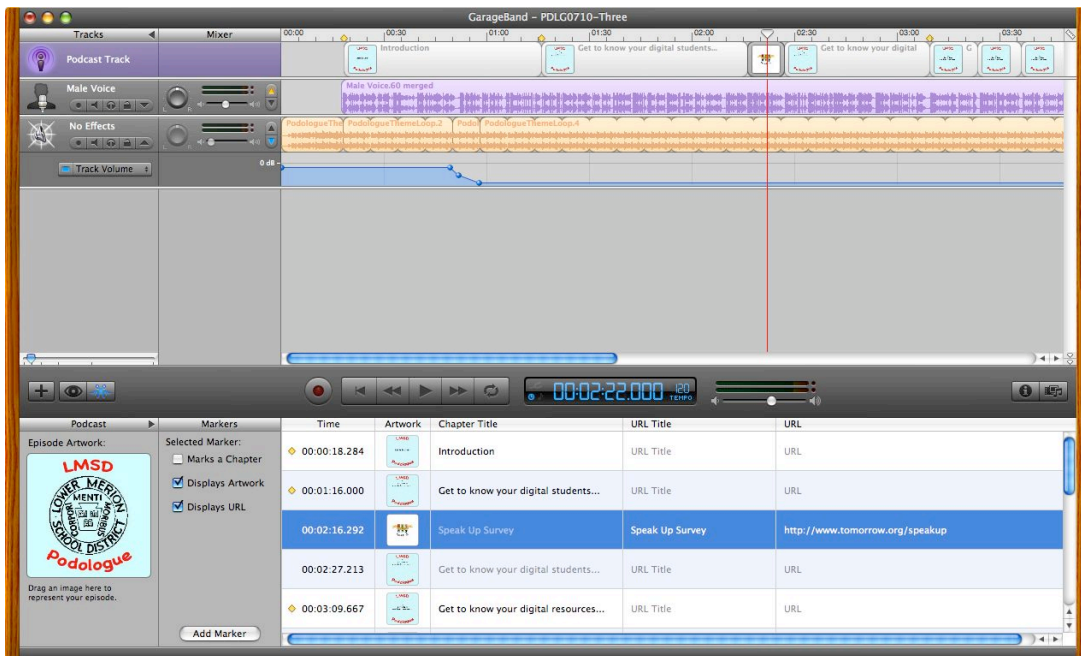 GarageBand - PDLG0710-Three
Tracks Mixer 00:00 00:30 01:00 01:30 02:00 02:30 03:00 03:30
Podcast Track Introduction Get to know your digital students... Get to know your digital G
Male Voice Male Voice.60 merged
L R
No Effects PodologueThe PodologueThemeLoop.2 Podol PodologueThemeLoop.4
L R
Track Volume 0 dB
00:02:22.000 120
TEMPO
Podcast Markers Time Artwork Chapter Title URL Title URL
Episode Artwork: Selected Marker:
Marks a Chapter
Displays Artwork
Displays URL
LMSD
LOWER MERION
MENTI
SCHOOL DISTRICT
Podologue
Drag an image here to
represent your episode.
Add Marker
00:00:18.284 Introduction URL Title URL
00:01:16.000 Get to know your digital students... URL Title URL
00:02:16.292 Speak Up Survey Speak Up Survey http://www.tomorrow.org/speakup
00:02:27.213 Get to know your digital students... URL Title URL
00:03:09.667 Get to know your digital resources... URL Title URL